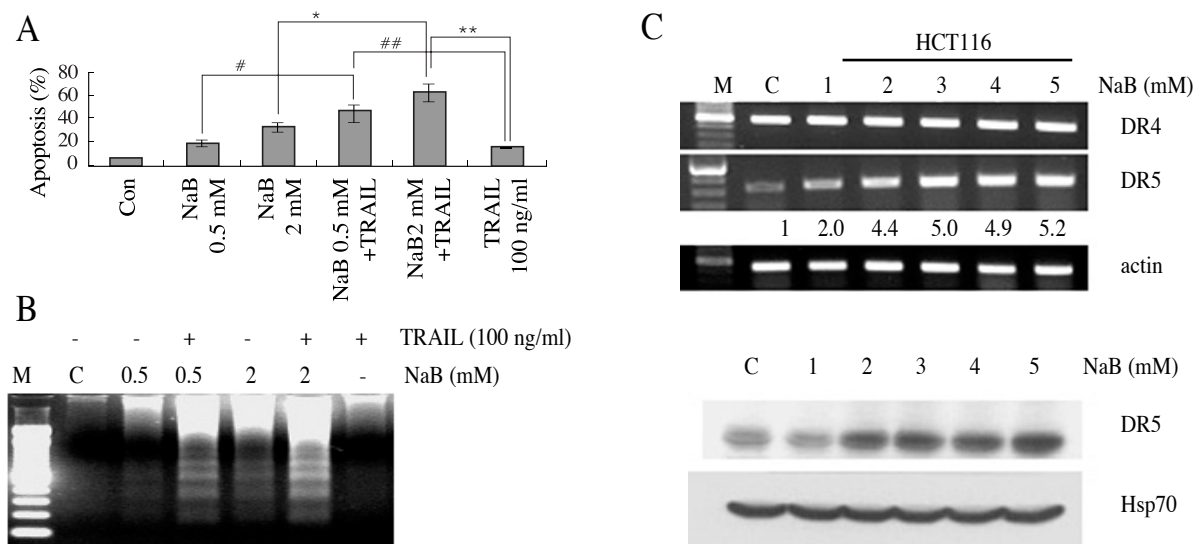 A
Apoptosis (%)
80
60
40
20
0
#
*
##
**
Con
NaB
0.5 mM
NaB
2 mM
NaB 0.5 mM
+TRAIL
NaB2 mM
+TRAIL
TRAIL
100 ng/ml
B
- - + - + + TRAIL (100 ng/ml)
M C 0.5 0.5 2 2 - NaB (mM)
C
HCT116
M C 1 2 3 4 5 NaB (mM)
DR4
DR5
1 2.0 4.4 5.0 4.9 5.2
actin
C 1 2 3 4 5 NaB (mM)
DR5
Hsp70